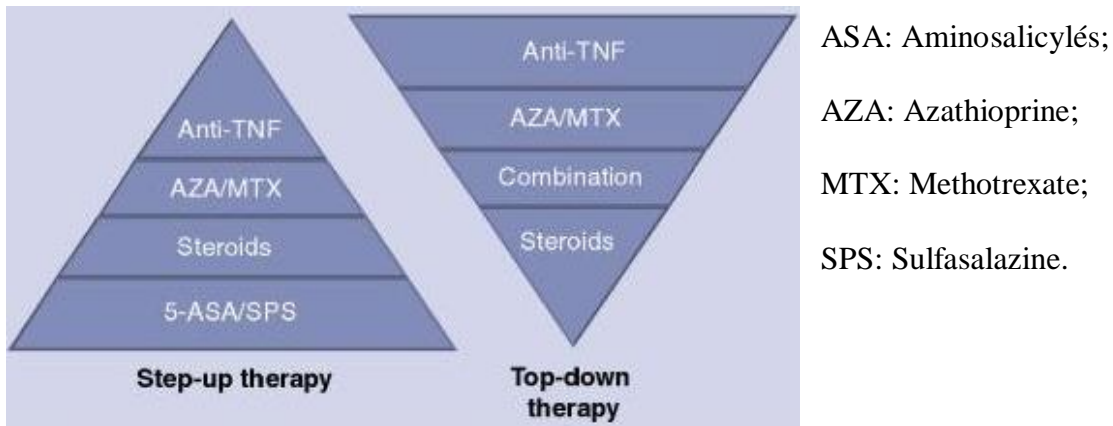 Anti-TNF
AZA/MTX
Steroids
5-ASA/SPS
Step-up therapy
Anti-TNF
AZA/MTX
Combination
Steroids
Top-down
therapy
ASA: Aminosalicylés;
AZA: Azathioprine;
MTX: Methotrexate;
SPS: Sulfasalazine.